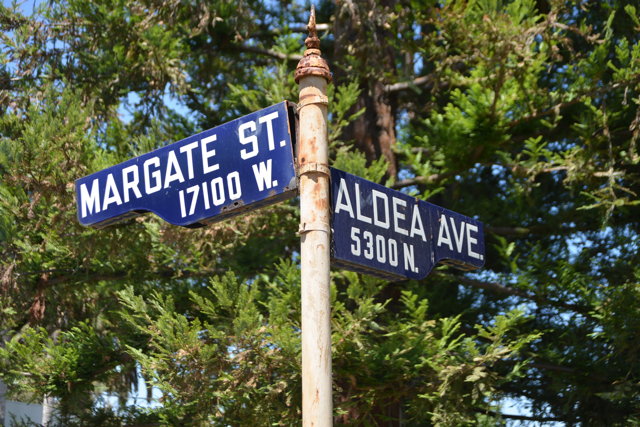 MARGATE ST.
17100 W.
ALDEA AVE.
5300 N.